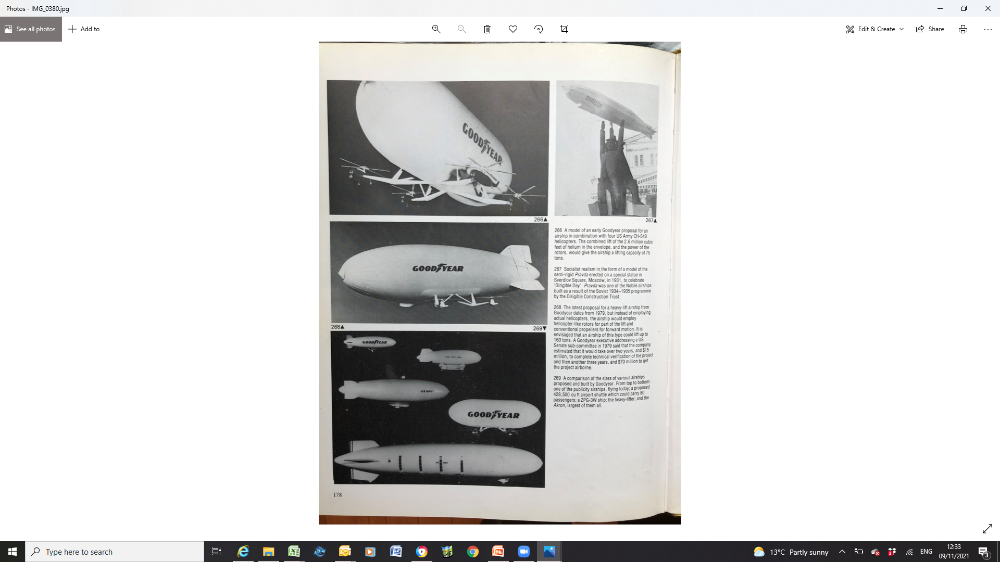 Photos - IMG_0380.jpg
See all photos
Add to
Edit & Create
Share
GOODYEAR
ПРАВДА
266▲
267▲
GOODYEAR
268▲
269▼
GOODYEAR
U.S. NAVY
GOODYEAR
178
266 A model of an early Goodyear proposal for an
airship in combination with four US Army CH-54B
helicopters. The combined lift of the 2.6 million cubic
feet of helium in the envelope, and the power of the
rotors, would give the airship a lifting capacity of 75
tons.
267 Socialist realism in the form of a model of the
semi-rigid Pravda erected on a special statue in
Sverdlov Square, Moscow, in 1931, to celebrate
'Dirigible Day'. Pravda was one of the Nobile airships
built as a result of the Soviet 1934–1935 programme
by the Dirigible Construction Trust.
268 The latest proposal for a heavy-lift airship from
Goodyear dates from 1979, but instead of employing
actual helicopters, the airship would employ
helicopter-like rotors for part of the lift and
conventional propellers for forward motion. It is
envisaged that an airship of this type could lift up to
160 tons. A Goodyear executive addressing a US
Senate sub-committee in 1979 said that the company
estimated that it would take over two years, and $15
million, to complete technical verification of the project
and then another three years, and $70 million to get
the project airborne.
269 A comparison of the sizes of various airships
proposed and built by Goodyear. From top to bottom:
one of the publicity airships, flying today; a proposed
428,500 cu ft airport shuttle which could carry 80
passengers; a ZPG-3W ship; the heavy-lifter; and the
Akron, largest of them all.
Type here to search
13°C Partly sunny
ENG
12:33
09/11/2021
3